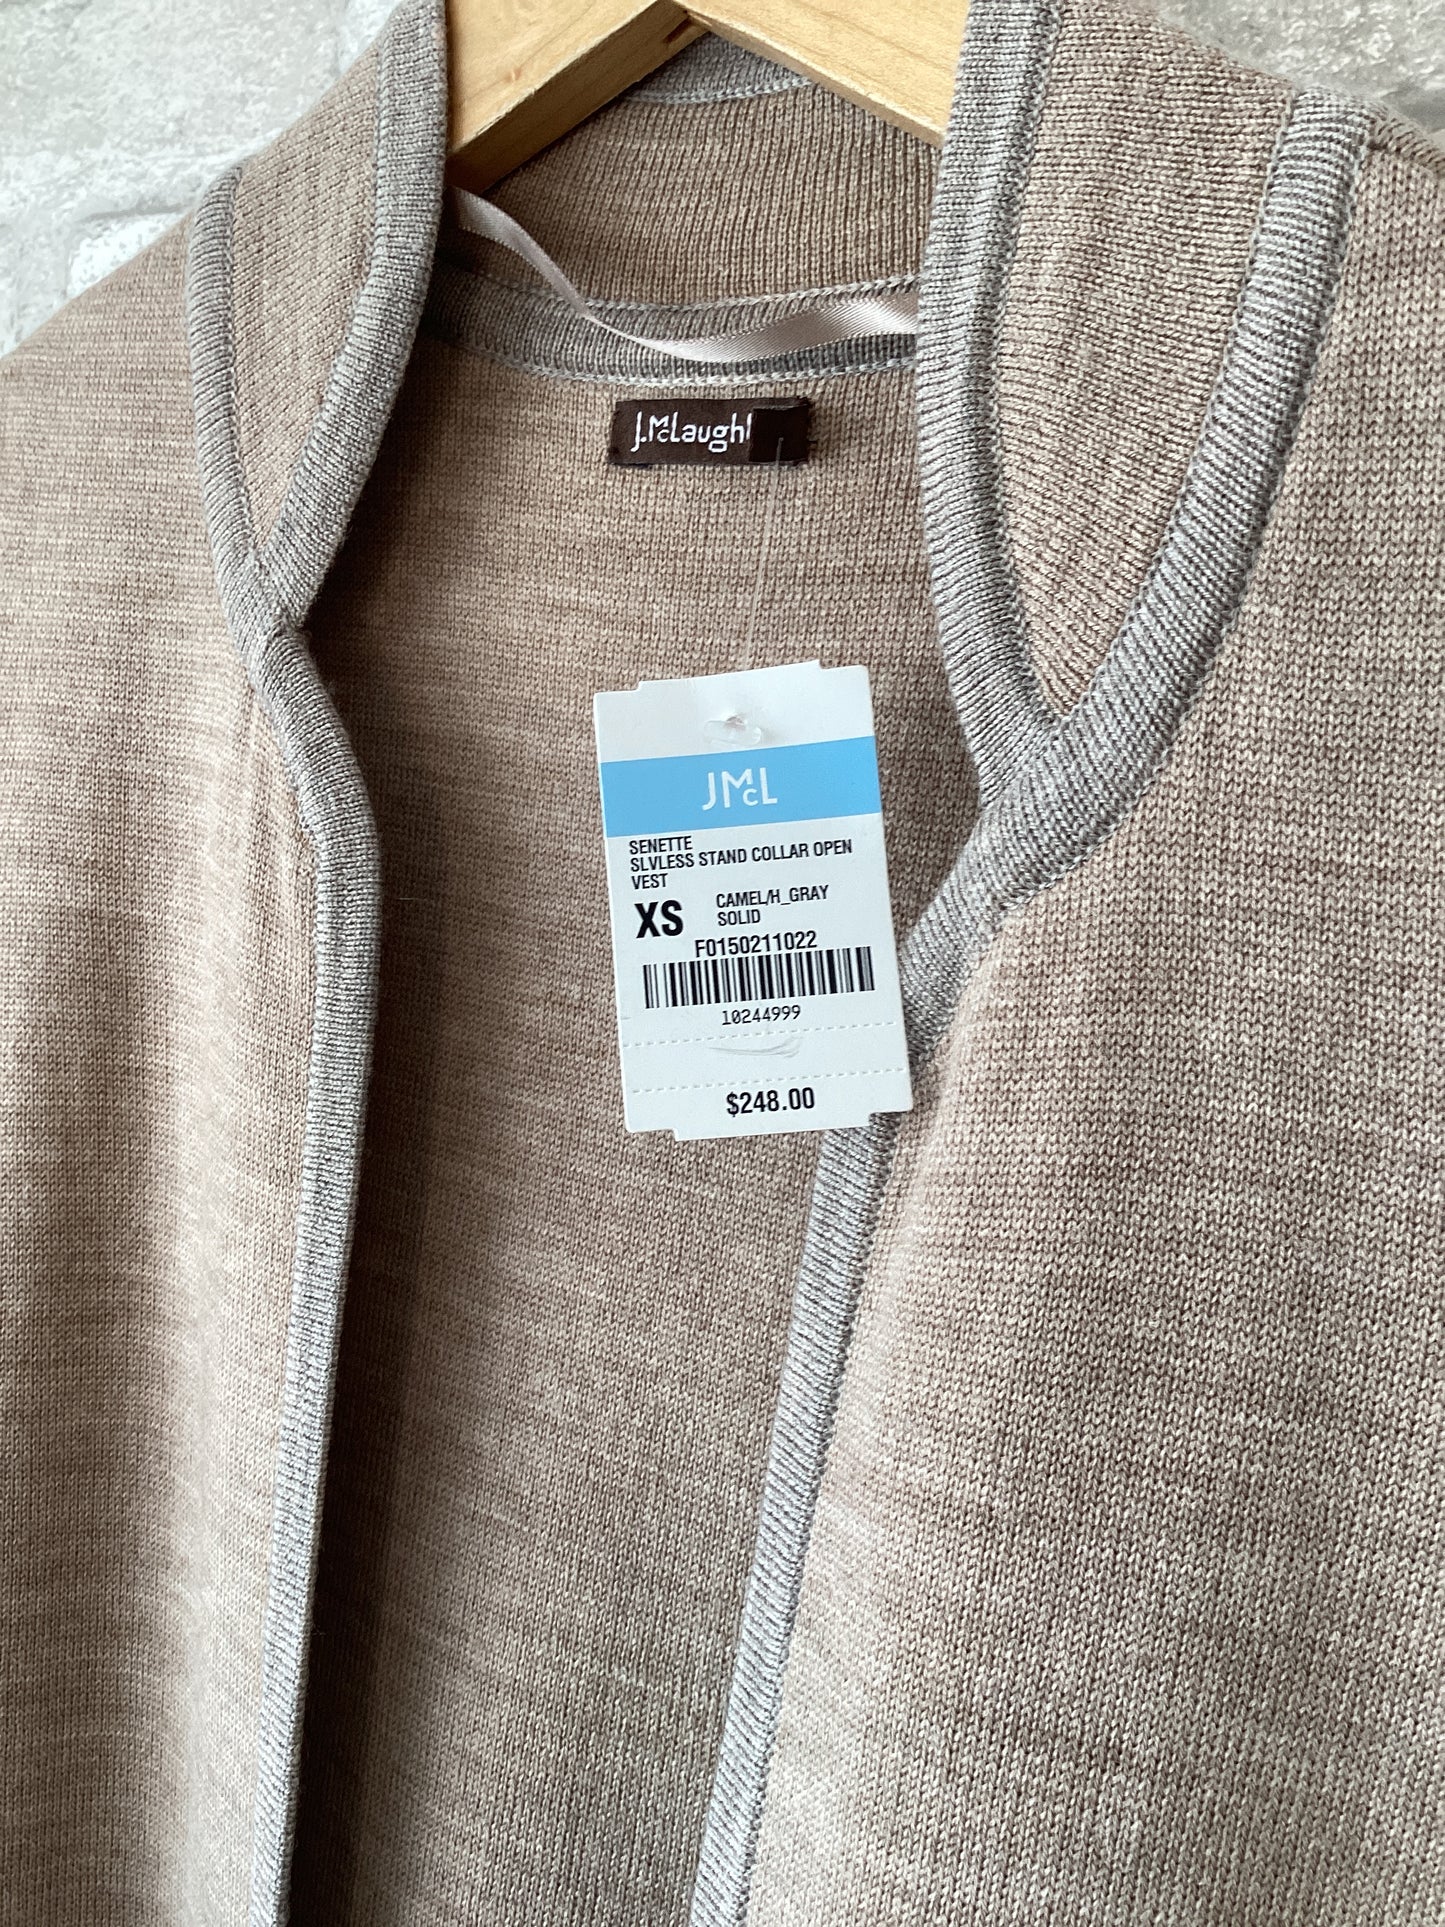 J.McLaughl
JMcL
SENETTE
SLVLESS STAND COLLAR OPEN
VEST
XS CAMEL/H_GRAY
SOLID
F0150211022
10244999
$248.00